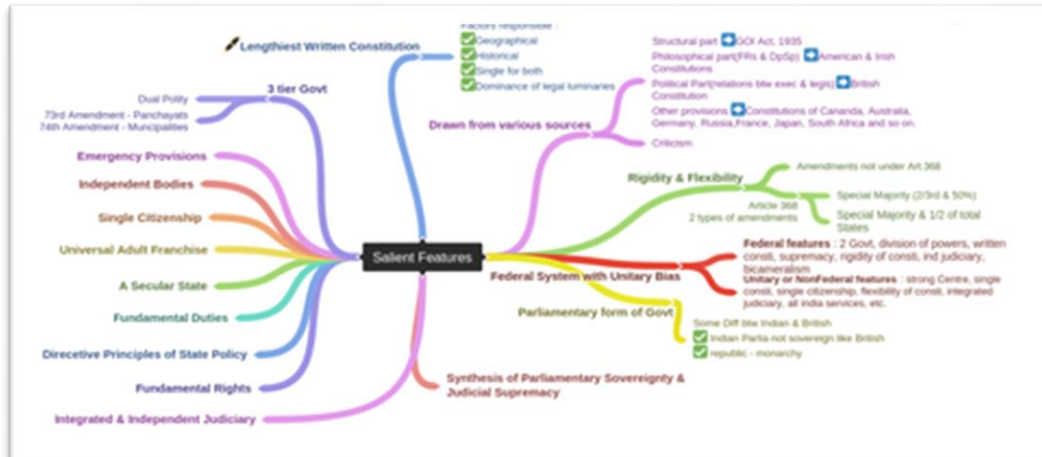 Factors responsible :
Lengthiest Written Constitution
Geographical
Historical
Single for both
Dominance of legal luminaries
Structural part ➡GOI Act, 1935
Philosophical part(FRs & DpSp) ➡American & Irish
Constitutions
Political Part(relations btw exec & legis)➡British
Constitution
Other provisions ➡Constitutions of Cananda, Australia,
Germany, Russia,France, Japan, South Africa and so on.
Criticism
Drawn from various sources
3 tier Govt
Dual Polity
73rd Amendment - Panchayats
74th Amendment - Muncipalities
Emergency Provisions
Independent Bodies
Single Citizenship
Universal Adult Franchise
A Secular State
Fundamental Duties
Direcetive Principles of State Policy
Fundamental Rights
Integrated & Independent Judiciary
Salient Features
Rigidity & Flexibility
Amendments not under Art.368
Article 368
2 types of amendments
Special Majority (2/3rd & 50%)
Special Majority & 1/2 of total
States
Federal System with Unitary Bias
Federal features : 2 Govt, division of powers, written
consti, supremacy, rigidity of consti, ind judiciary,
bicameralism
Unitary or NonFederal features : strong Centre, single
consti, single citizenship, flexibility of consti, integrated
judiciary, all india services, etc.
Parliamentary form of Govt
Some Diff btw Indian & British
Indian Parlia not sovereign like British
republic - monarchy
Synthesis of Parliamentary Sovereignty &
Judicial Supremacy